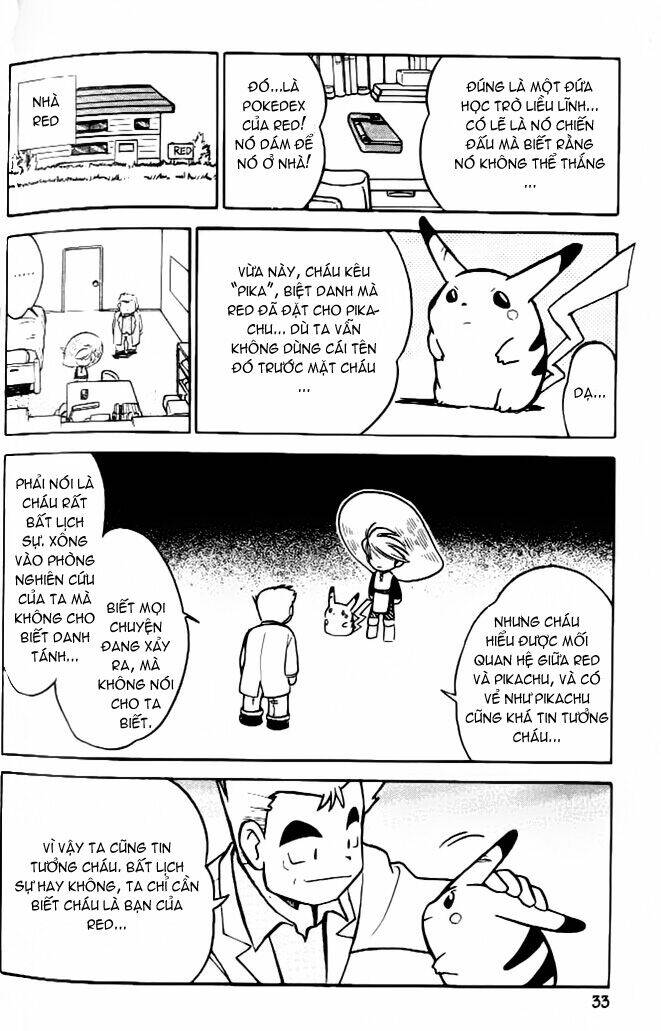 NHÀ
RED
RED
ĐÓ...LÀ
POKEDEX
CỦA RED!
NÓ DÁM ĐỂ
NÓ Ở NHÀ!
ĐÚNG LÀ MỘT ĐỨA
HỌC TRÒ LIỀU LĨNH...
CÓ LẼ LÀ NÓ CHIẾN
ĐẤU MÀ BIẾT RẰNG
NÓ KHÔNG THỂ THẮNG
...
......
VỪA NÀY, CHÁU KÊU
“PIKA”, BIỆT DANH MÀ
RED ĐÃ ĐẶT CHO PIKA-
CHU... DÙ TA VẪN
KHÔNG DÙNG CÁI TÊN
ĐÓ TRƯỚC MẶT CHÁU
...
DẠ...
PHẢI NÓI LÀ
CHÁU RẤT
BẤT LỊCH
SỰ. XÔNG
VÀO PHÒNG
NGHIÊN CỨU
CỦA TA MÀ
KHÔNG CHO
BIẾT DANH
TÁNH...
BIẾT MỌI
CHUYỆN
ĐANG XẢY
RA, MÀ
KHÔNG NÓI
CHO TA
BIẾT.
NHƯNG CHÁU
HIỂU ĐƯỢC MỐI
QUAN HỆ GIỮA RED
VÀ PIKACHU, VÀ CÓ
VẺ NHƯ PIKACHU
CŨNG KHÁ TIN TƯỞNG
CHÁU...
VÌ VẬY TA CŨNG TIN
TƯỞNG CHÁU. BẤT LỊCH
SỰ HAY KHÔNG, TA CHỈ CẦN
BIẾT CHÁU LÀ BẠN CỦA
RED...
33